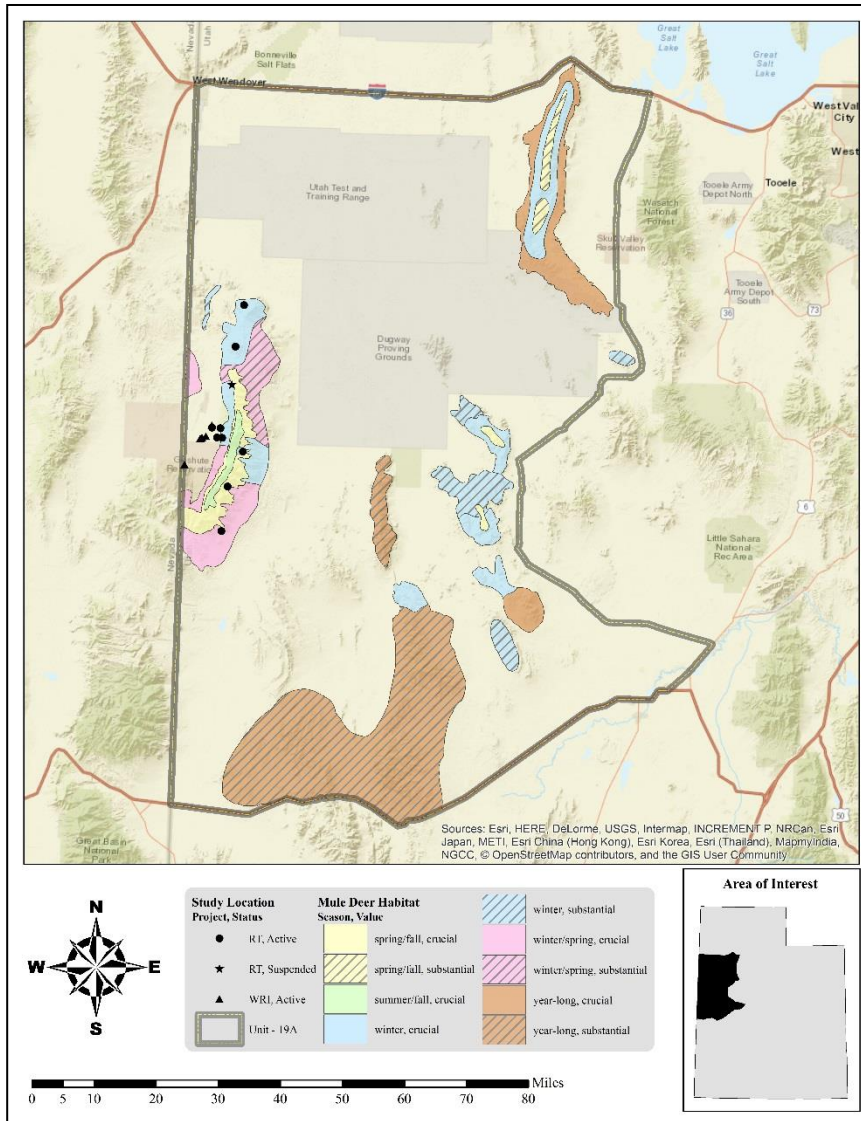 Nevada
Utah
Great
Salt
Lake
Bonneville
Salt Flats
Great
Salt
Lake
West Wendover
West Val
City
West
Utah Test and
Training Range
Tooele Army
Depot North
Tooele
Wasatch
National
Forest
Skull Valley
Reservation
Tooele
Army Depot
South
36
73
Dugway
Proving
Grounds
Goshute
Reservation
6
Little Sahara
National
Rec Area
Nevada
50
Great Basin
National
Park
Sources: Esri, HERE, DeLorme, USGS, Intermap, INCREMENT P, NRCan, Esri
Japan, METI, Esri China (Hong Kong), Esri Korea, Esri (Thailand), MapmyIndia,
NGCC, © OpenStreetMap contributors, and the GIS User Community
N
W
E
S
Study Location
Project, Status
RT, Active
RT, Suspended
WRI, Active
Unit - 19A
Mule Deer Habitat
Season, Value
spring/fall, crucial
spring/fall, substantial
summer/fall, crucial
winter, crucial
winter, substantial
winter/spring, crucial
winter/spring, substantial
year-long, crucial
year-long, substantial
Area of Interest
Miles
0 5 10 20 30 40 50 60 70 80